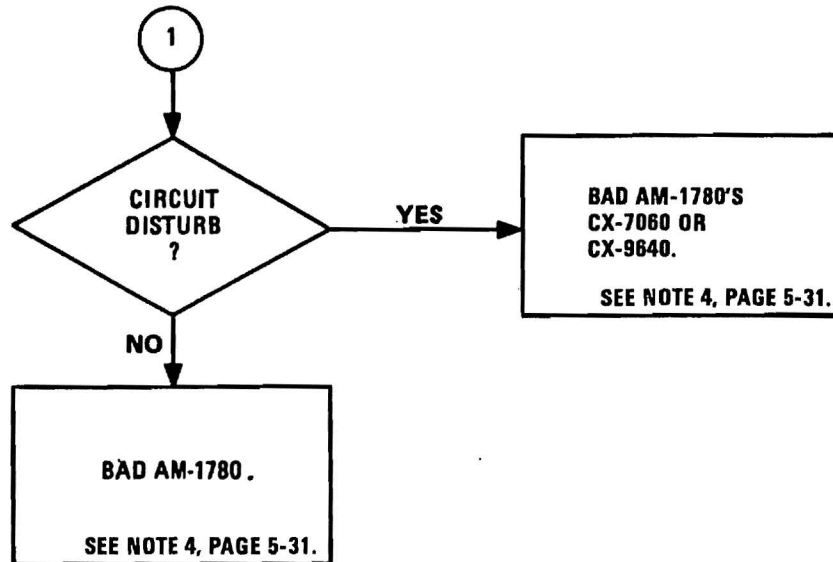 1
CIRCUIT
DISTURB
?
YES
BAD AM-1780'S
CX-7060 OR
CX-9640.
SEE NOTE 4, PAGE 5-31.
NO
BAD AM-1780.
SEE NOTE 4, PAGE 5-31.